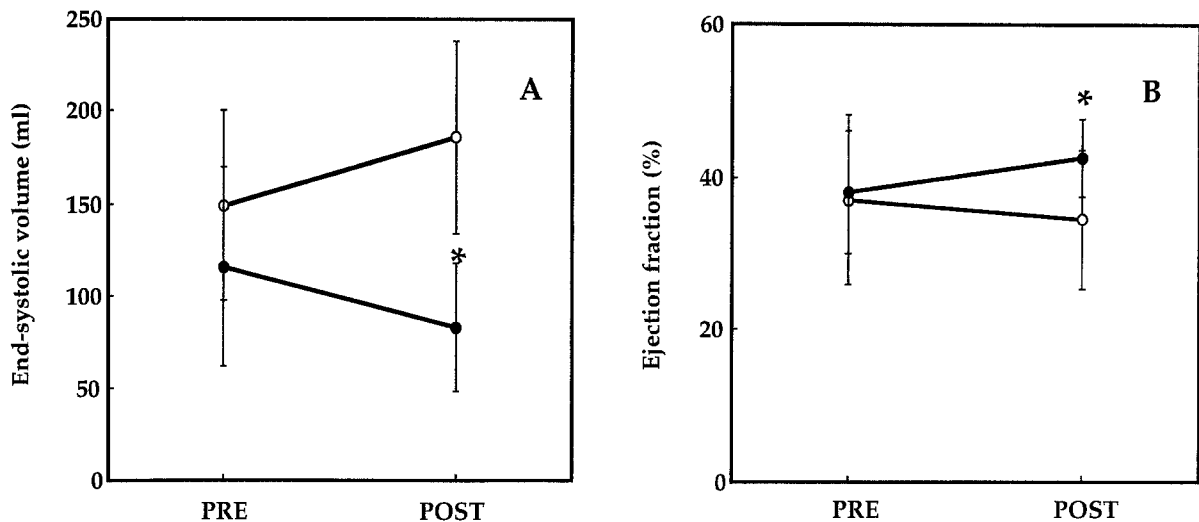 250
200
150
100
50
0
End-systolic volume (ml)
A
*
PRE POST
60
40
20
0
Ejection fraction (%)
B
*
PRE POST